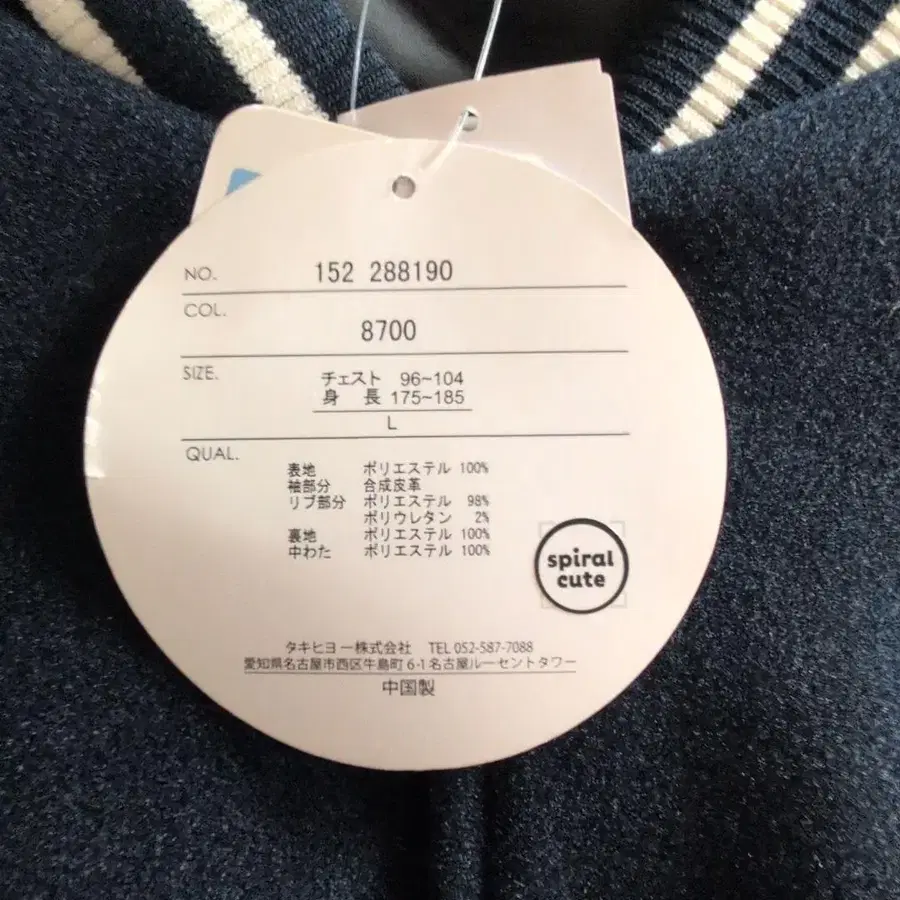 NO. 152 288190
COL.
8700
SIZE. チェスト 96~104
身 長 175~185
L
QUAL.
表地 ポリエステル 100%
袖部分 合成皮革
リブ部分 ポリエステル 98%
ポリウレタン 2%
裏地 ポリエステル 100%
中わた ポリエステル 100%
spiral
cute
タキヒヨー株式会社 TEL 052-587-7088
愛知県名古屋市西区牛島町 6-1 名古屋ルーセントタワー
中国製